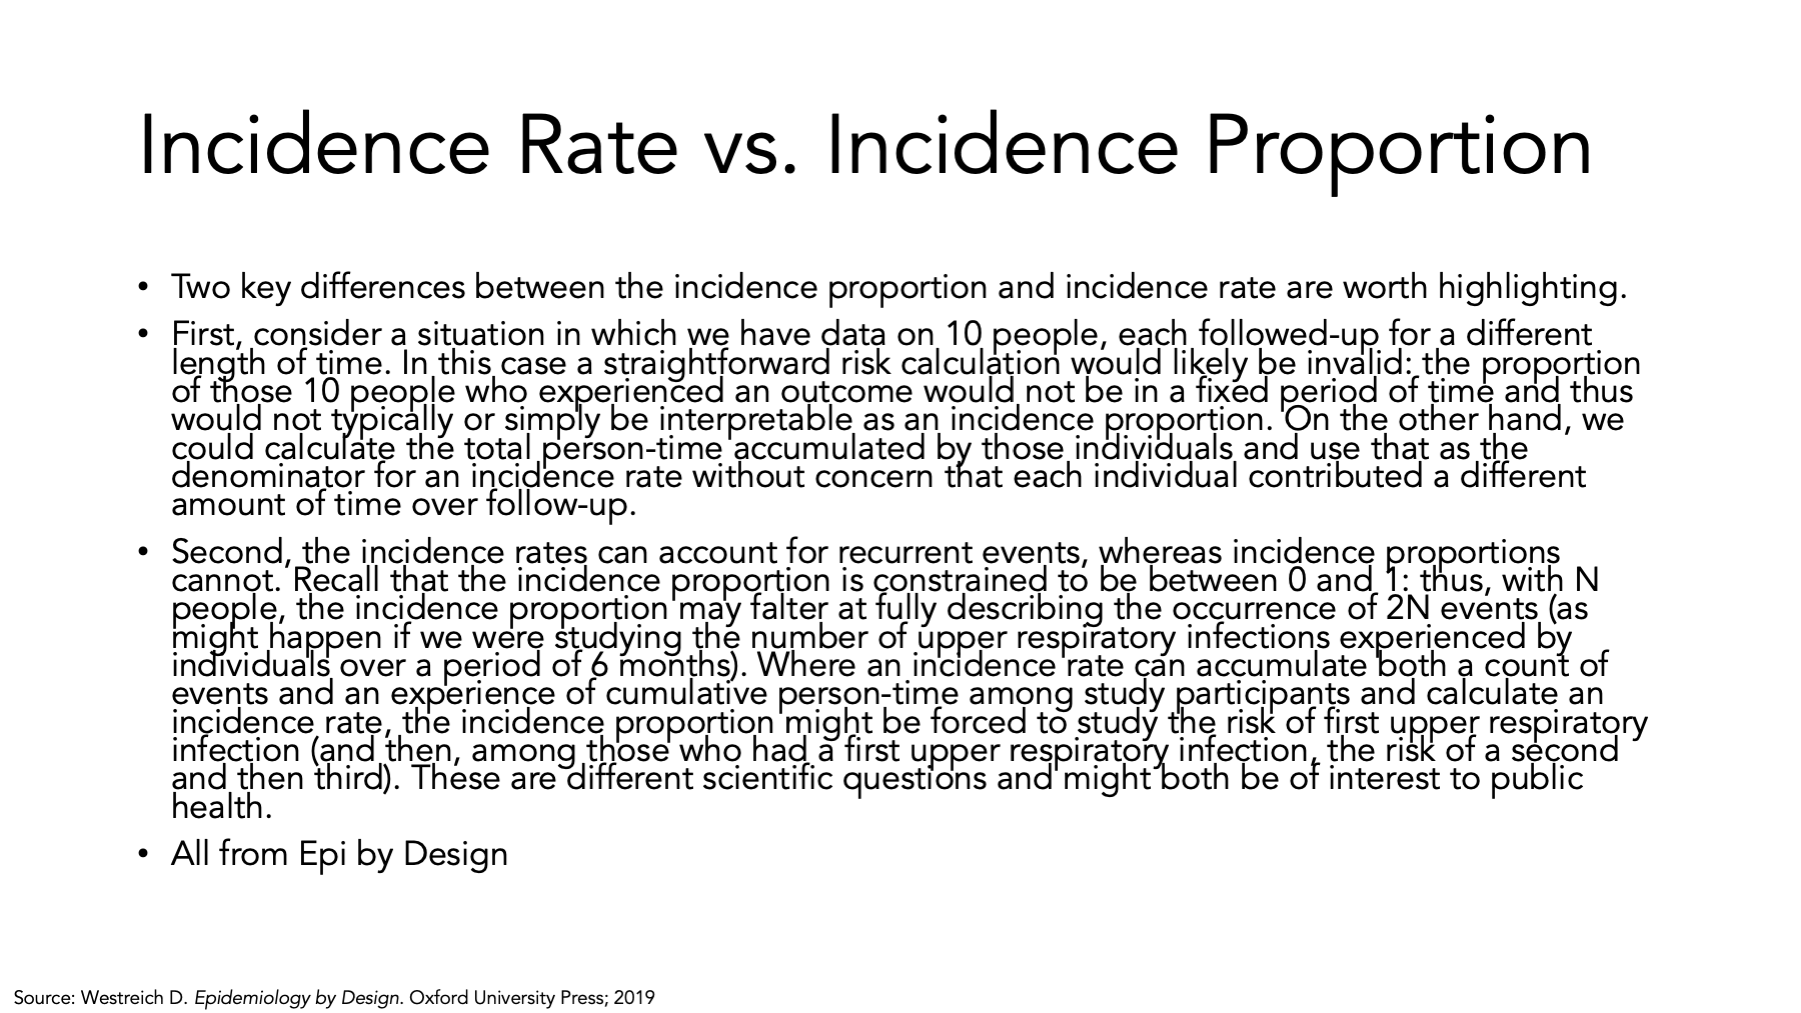 Incidence Rate vs. Incidence Proportion
• Two key differences between the incidence proportion and incidence rate are worth highlighting.
• First, consider a situation in which we have data on 10 people, each followed-up for a different
length of time. In this case a straightforward risk calculation would likely be invalid: the proportion
of those 10 people who experienced an outcome would not be in a fixed period of time and thus
would not typically or simply be interpretable as an incidence proportion. On the other hand, we
could calculate the total person-time accumulated by those individuals and use that as the
denominator for an incidence rate without concern that each individual contributed a different
amount of time over follow-up.
• Second, the incidence rates can account for recurrent events, whereas incidence proportions
cannot. Recall that the incidence proportion is constrained to be between 0 and 1: thus, with N
people, the incidence proportion may falter at fully describing the occurrence of 2N events (as
might happen if we were studying the number of upper respiratory infections experienced by
individuals over a period of 6 months). Where an incidence rate can accumulate both a count of
events and an experience of cumulative person-time among study participants and calculate an
incidence rate, the incidence proportion might be forced to study the risk of first upper respiratory
infection (and then, among those who had a first upper respiratory infection, the risk of a second
and then third). These are different scientific questions and might both be of interest to public
health.
• All from Epi by Design
Source: Westreich D. Epidemiology by Design. Oxford University Press; 2019